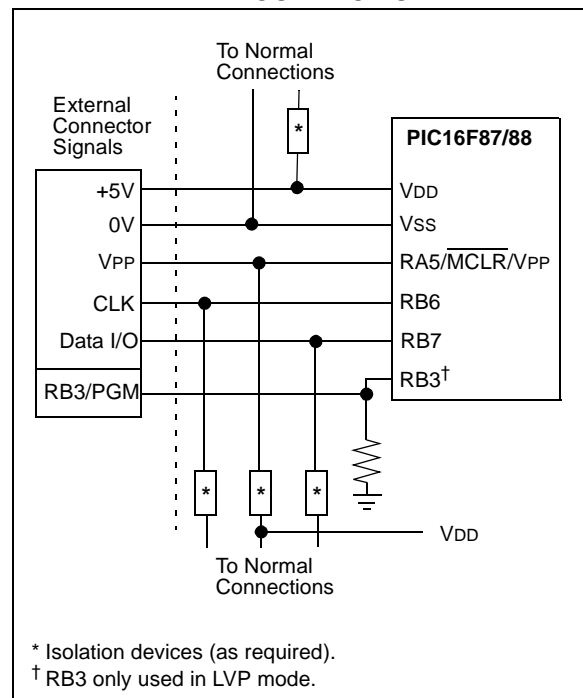 To Normal
Connections
External
Connector
Signals
*
PIC16F87/88
+5V
VDD
0V
VSS
VPP
RA5/MCLR/VPP
CLK
RB6
Data I/O
RB7
RB3†
RB3/PGM
* * *
VDD
To Normal
Connections
* Isolation devices (as required).
† RB3 only used in LVP mode.